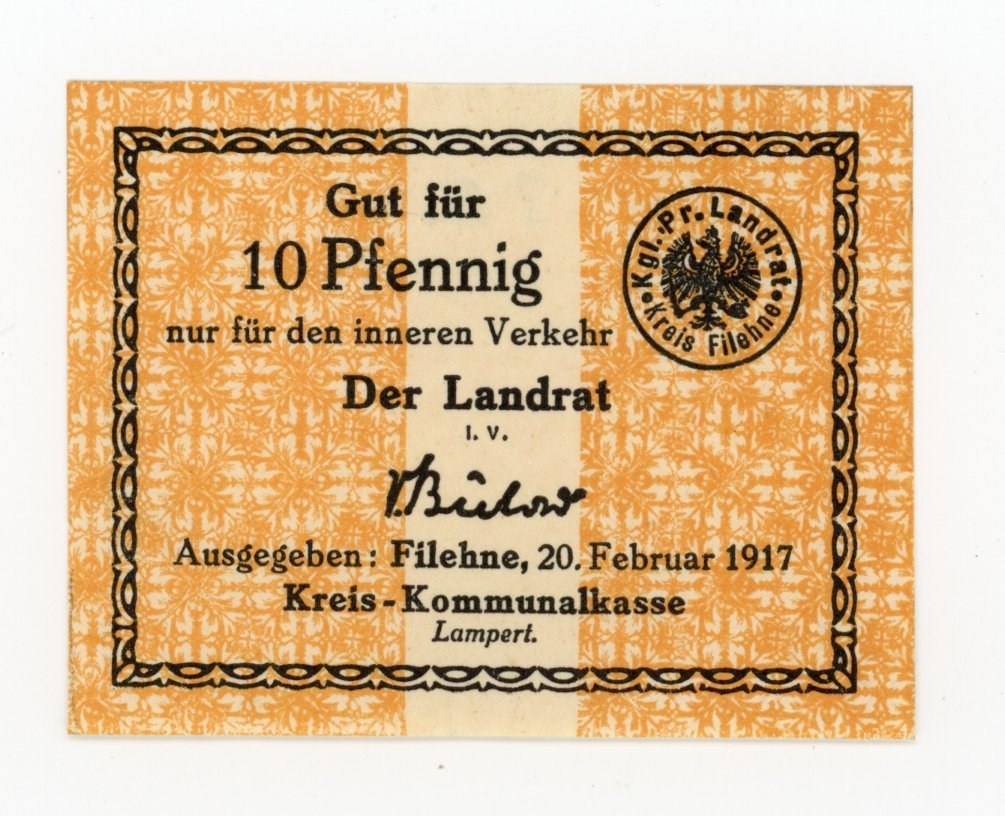 Gut für
10 Pfennig
nur für den inneren Verkehr
Kgl. Pr. Landrat
Kreis Filehne
Der Landrat
I. V.
v. Bülow
Ausgegeben: Filehne, 20. Februar 1917
Kreis-Kommunalkasse
Lampert.